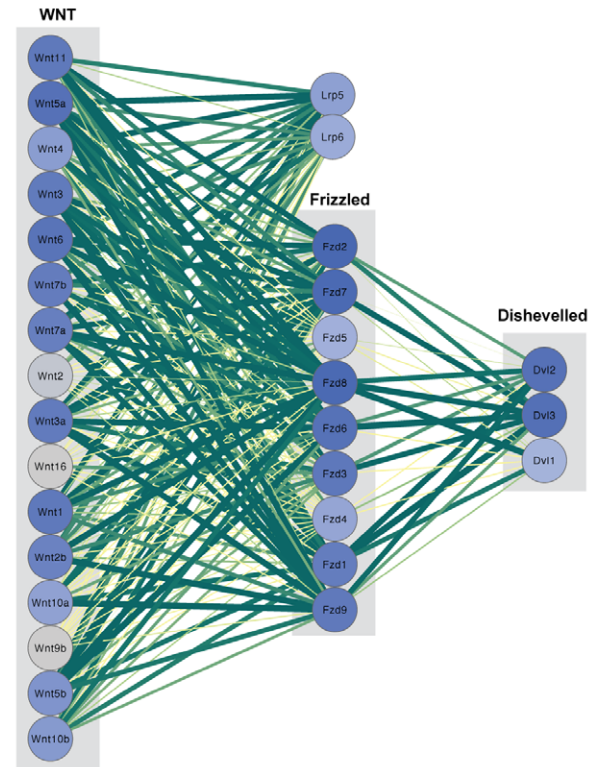 WNT
Wnt11
Wnt5a
Wnt4
Wnt3
Wnt6
Wnt7b
Wnt7a
Wnt2
Wnt3a
Wnt16
Wnt1
Wnt2b
Wnt10a
Wnt9b
Wnt5b
Wnt10b
Lrp5
Lrp6
Frizzled
Fzd2
Fzd7
Fzd5
Fzd8
Fzd6
Fzd3
Fzd4
Fzd1
Fzd9
Dishevelled
Dvl2
Dvl3
Dvl1